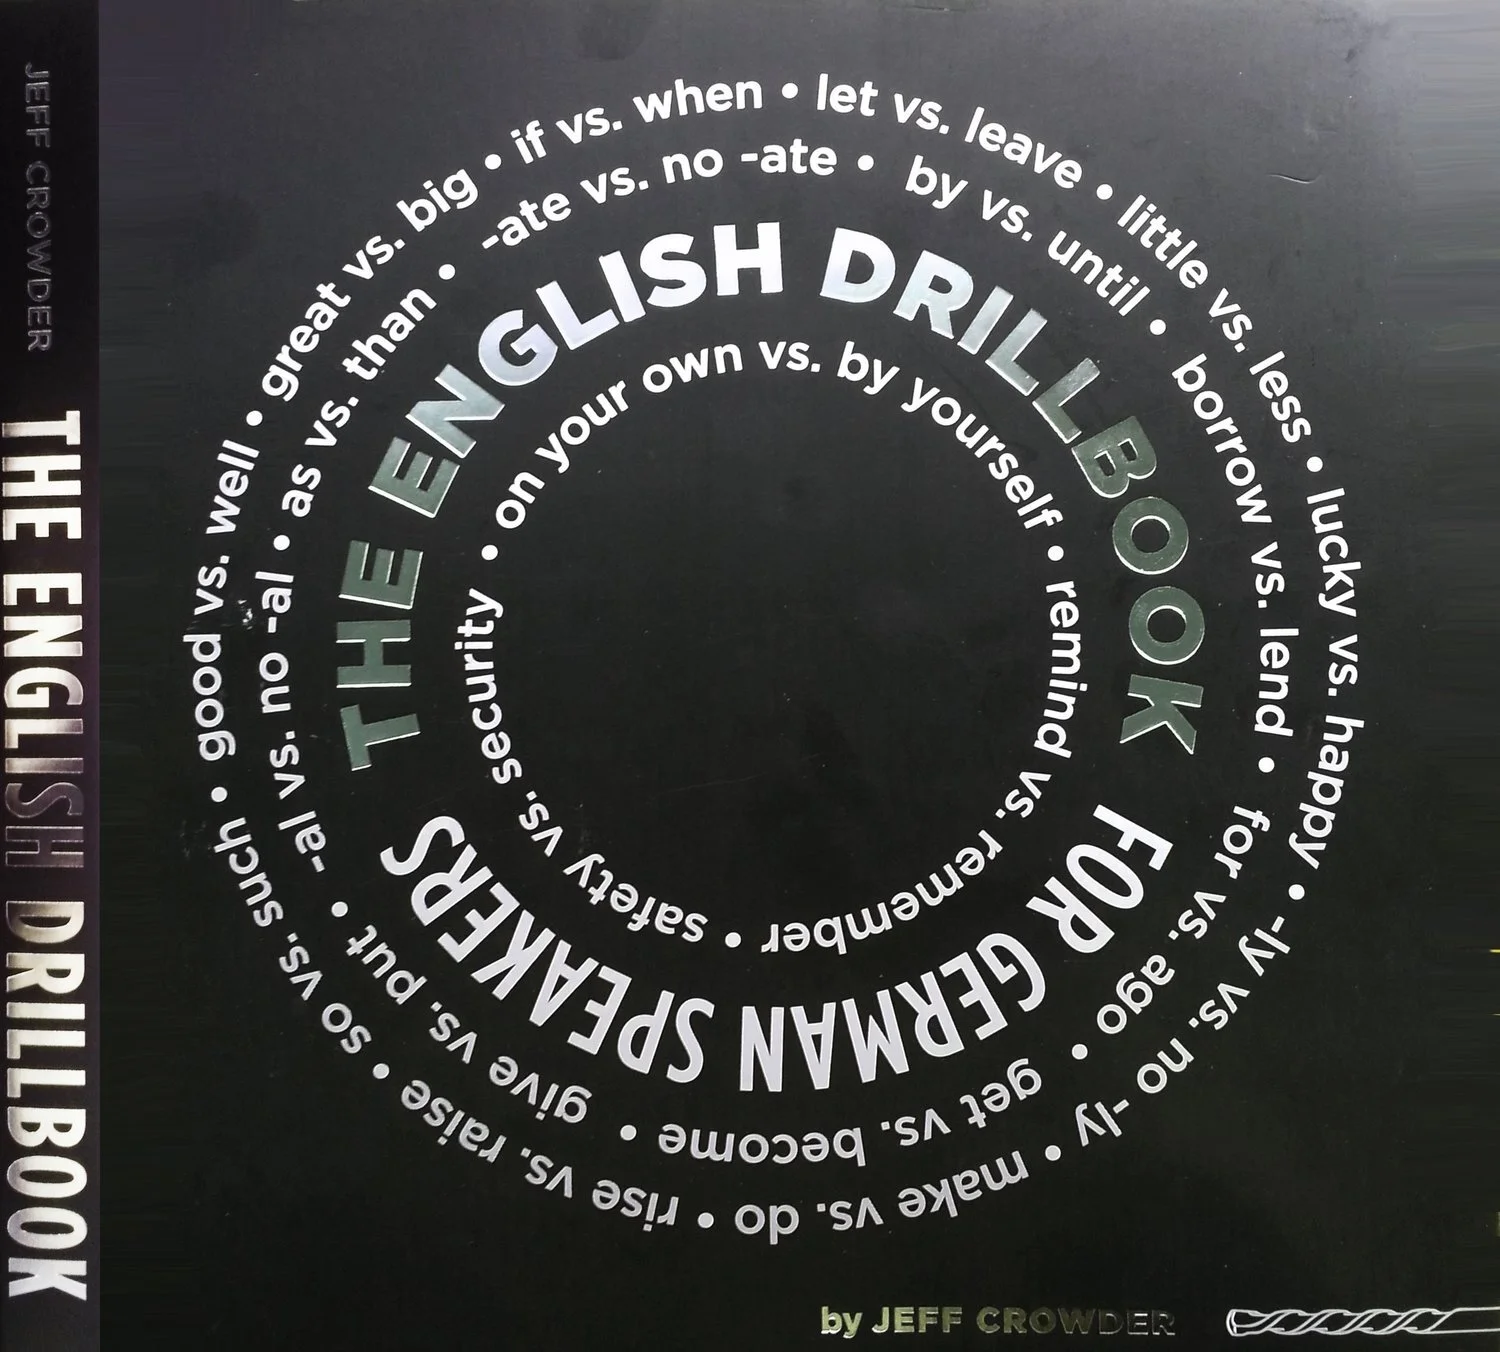 JEFF CROWDER
THE ENGLISH DRILLBOOK
good vs. well • great vs. big • if vs. when • let vs. leave • little vs. less • lucky vs. happy • -ly vs. no -ly • make vs. do • rise vs. raise • so vs. such •
-al vs. no -al • as vs. than • -ate vs. no -ate • by vs. until • borrow vs. lend • for vs. ago • get vs. become • give vs. put •
THE ENGLISH DRILLBOOK
FOR GERMAN SPEAKERS
on your own vs. by yourself • remind vs. remember • safety vs. security •
by JEFF CROWDER